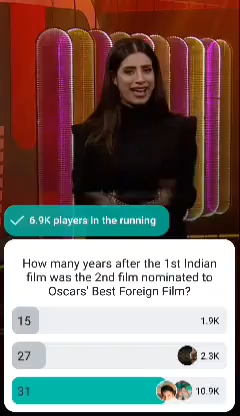 6.9K players in the running
How many years after the 1st Indian
film was the 2nd film nominated to
Oscars' Best Foreign Film?
15 1.9K
27 2.3K
31 10.9K